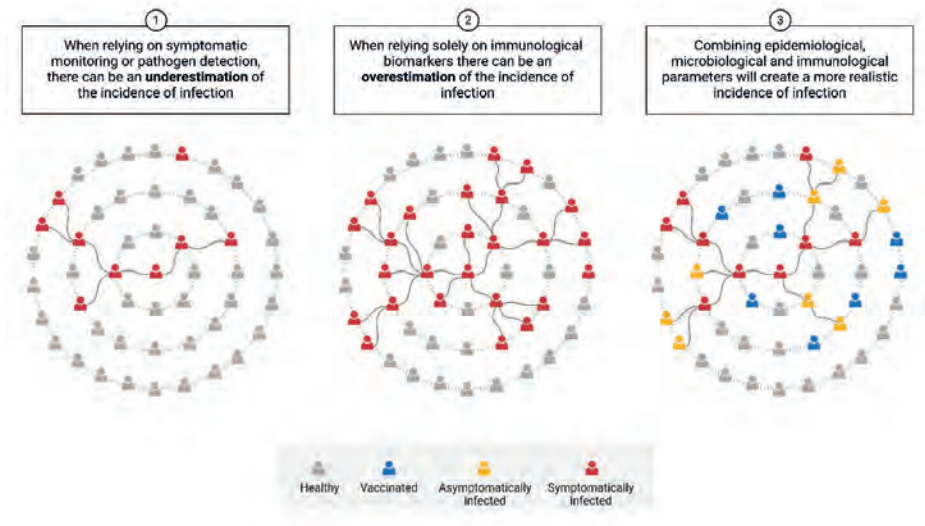 1
When relying on symptomatic
monitoring or pathogen detection,
there can be an underestimation of
the incidence of infection
2
When relying solely on immunological
biomarkers there can be an
overestimation of the incidence of
infection
3
Combining epidemiological,
microbiological and immunological
parameters will create a more realistic
incidence of infection
Healthy
Vaccinated
Asymptomatically
infected
Symptomatically
infected